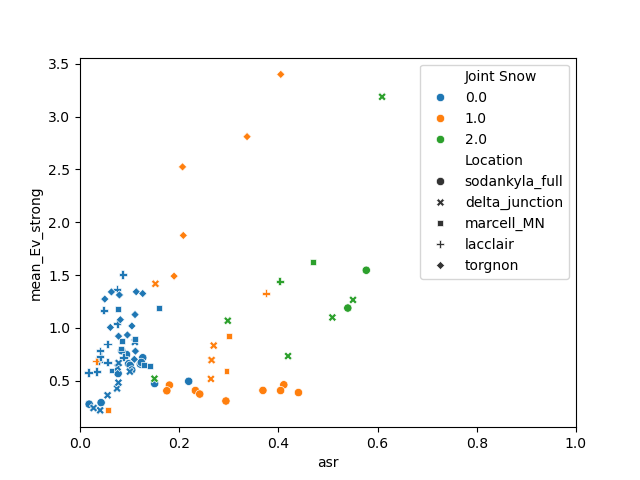 3.5
3.0
2.5
2.0
1.5
1.0
0.5
mean_Ev_strong
0.0 0.2 0.4 0.6 0.8 1.0
asr
Joint Snow
0.0
1.0
2.0
Location
sodankyla_full
delta_junction
marcell_MN
lacclair
torgnon